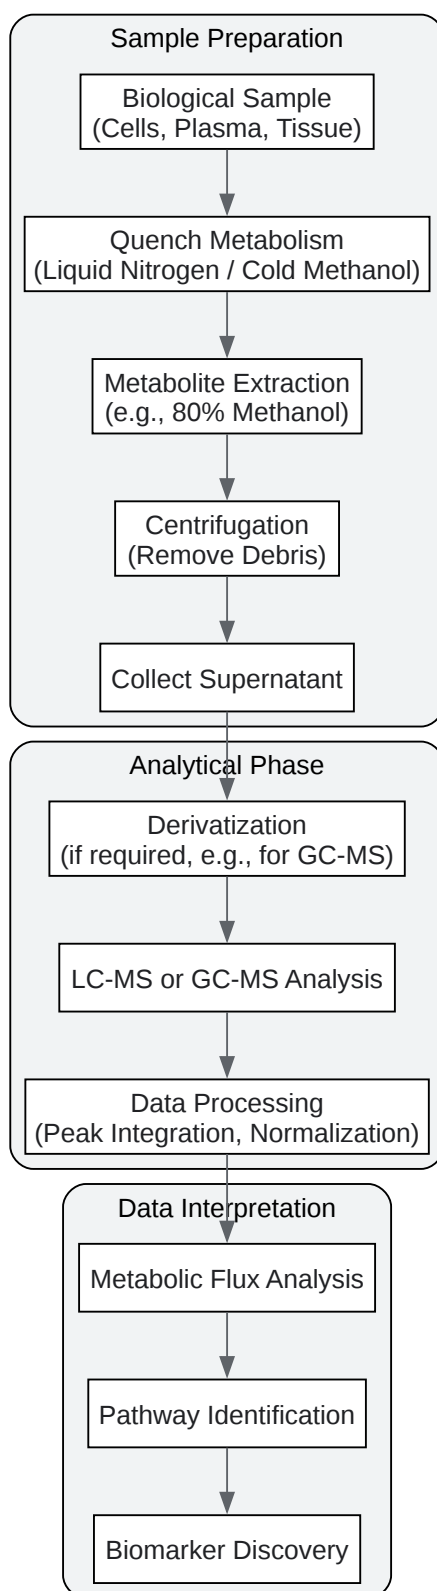 Sample Preparation
Biological Sample
(Cells, Plasma, Tissue)
Quench Metabolism
(Liquid Nitrogen / Cold Methanol)
Metabolite Extraction
(e.g., 80% Methanol)
Centrifugation
(Remove Debris)
Collect Supernatant
Analytical Phase
Derivatization
(if required, e.g., for GC-MS)
LC-MS or GC-MS Analysis
Data Processing
(Peak Integration, Normalization)
Data Interpretation
Metabolic Flux Analysis
Pathway Identification
Biomarker Discovery